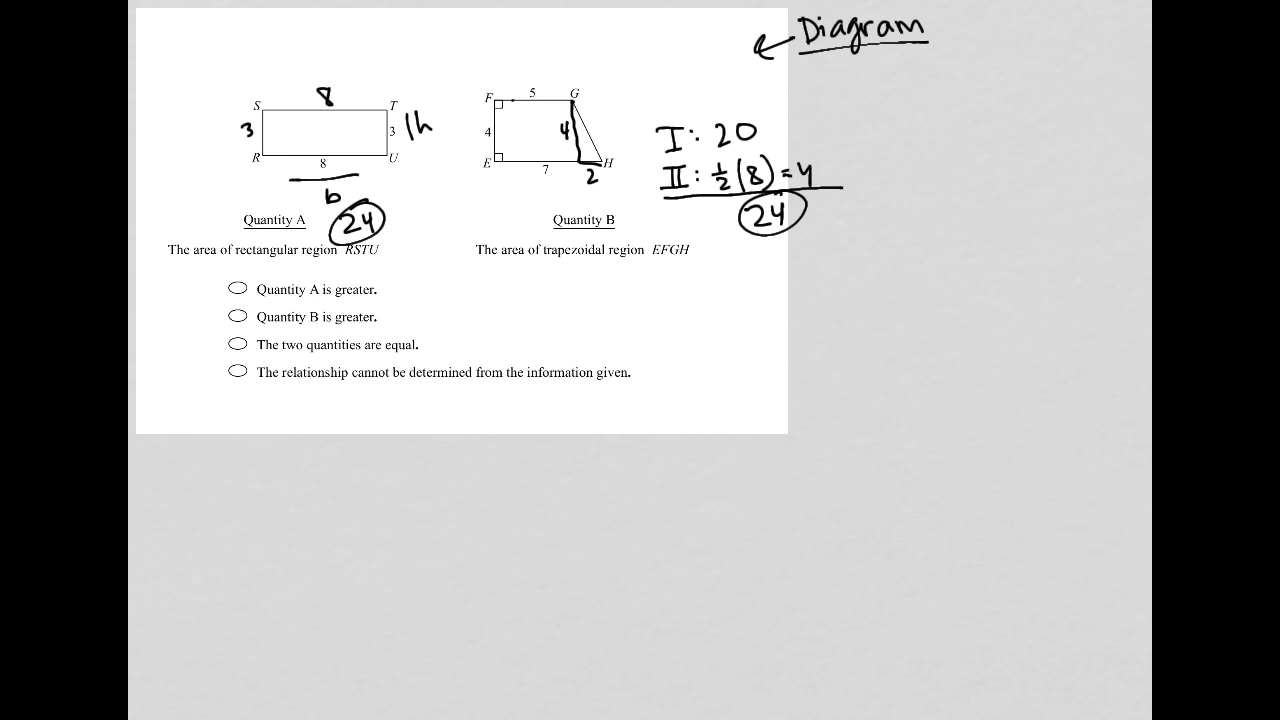 Diagram
8
S T
3 3 1h
R U
8
b
F 5 G
4 4
E H
7 2
I: 20
II: ½(8)=4
24
Quantity A 24
The area of rectangular region RSTU
Quantity B
The area of trapezoidal region EFGH
Quantity A is greater.
Quantity B is greater.
The two quantities are equal.
The relationship cannot be determined from the information given.